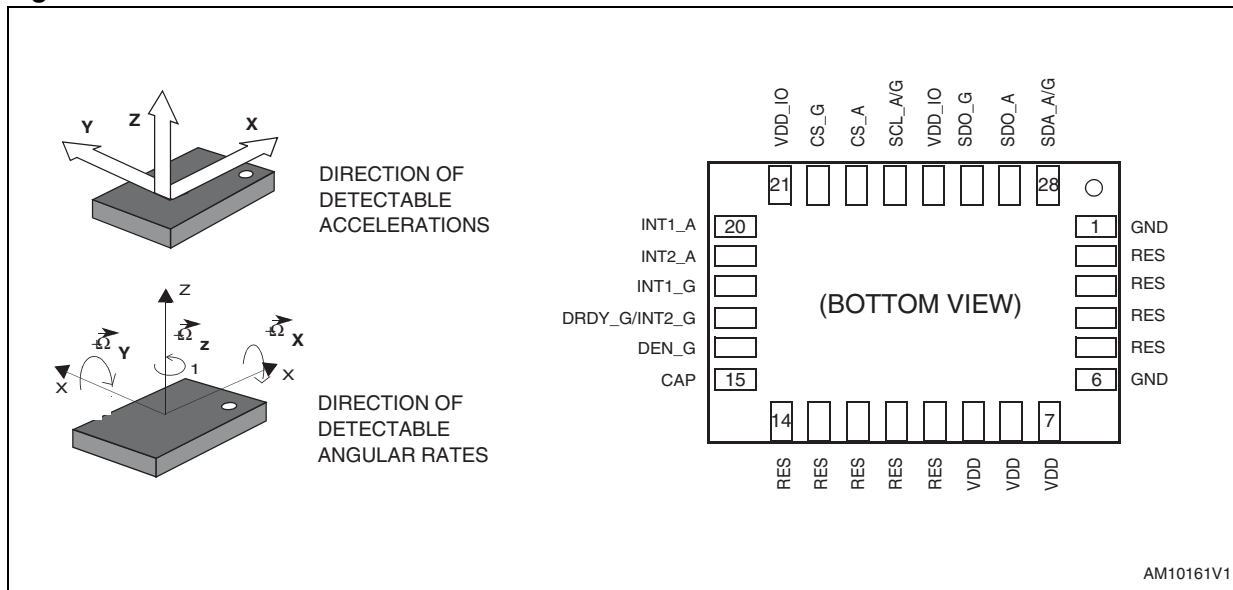 Y
Z
X
DIRECTION OF
DETECTABLE
ACCELERATIONS
Z
Ω Y
Ω z
Ω X
X
1
X
DIRECTION OF
DETECTABLE
ANGULAR RATES
VDD_IO
CS_G
CS_A
SCL_A/G
VDD_IO
SDO_G
SDO_A
SDA_A/G
21
28
INT1_A
20
1
GND
INT2_A
RES
INT1_G
RES
(BOTTOM VIEW)
DRDY_G/INT2_G
RES
DEN_G
RES
CAP
15
6
GND
14
7
RES
RES
RES
RES
RES
VDD
VDD
VDD
AM10161V1